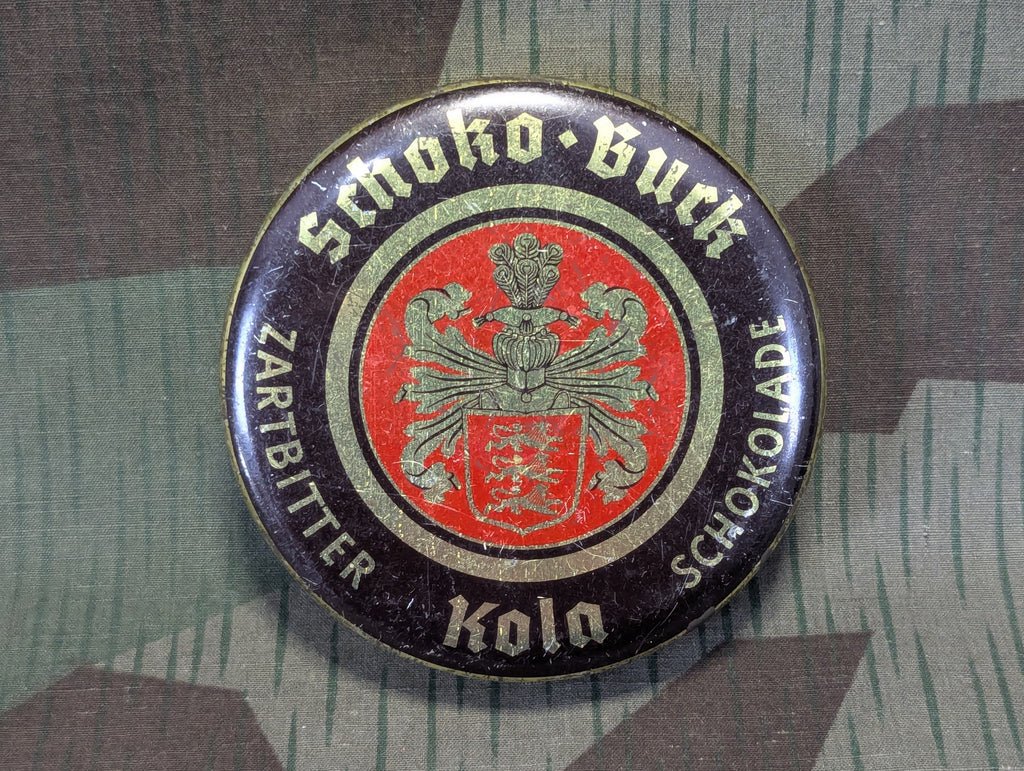 Schoko · Buck
ZARTBITTER
SCHOKOLADE
Kola